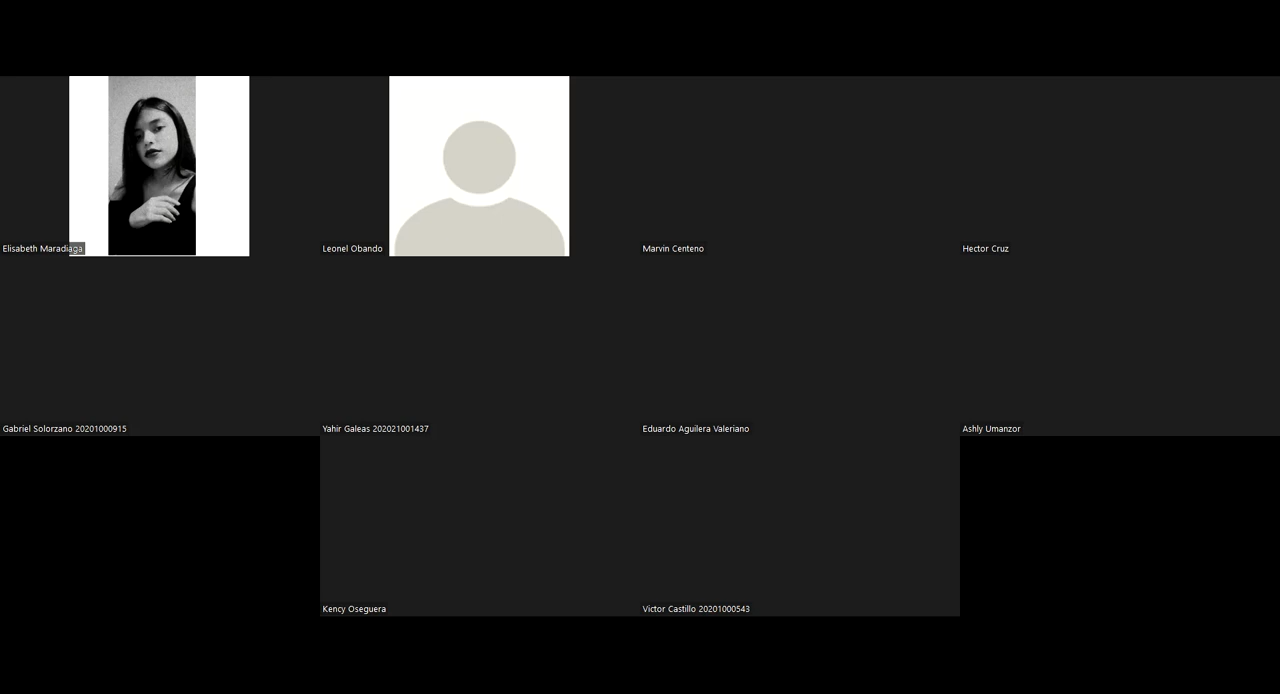 Elisabeth Maradiaga
Leonel Obando
Marvin Centeno
Hector Cruz
Gabriel Solorzano 20201000915
Yahir Galeas 202021001437
Eduardo Aguilera Valeriano
Ashly Umanzor
Kency Oseguera
Victor Castillo 20201000543